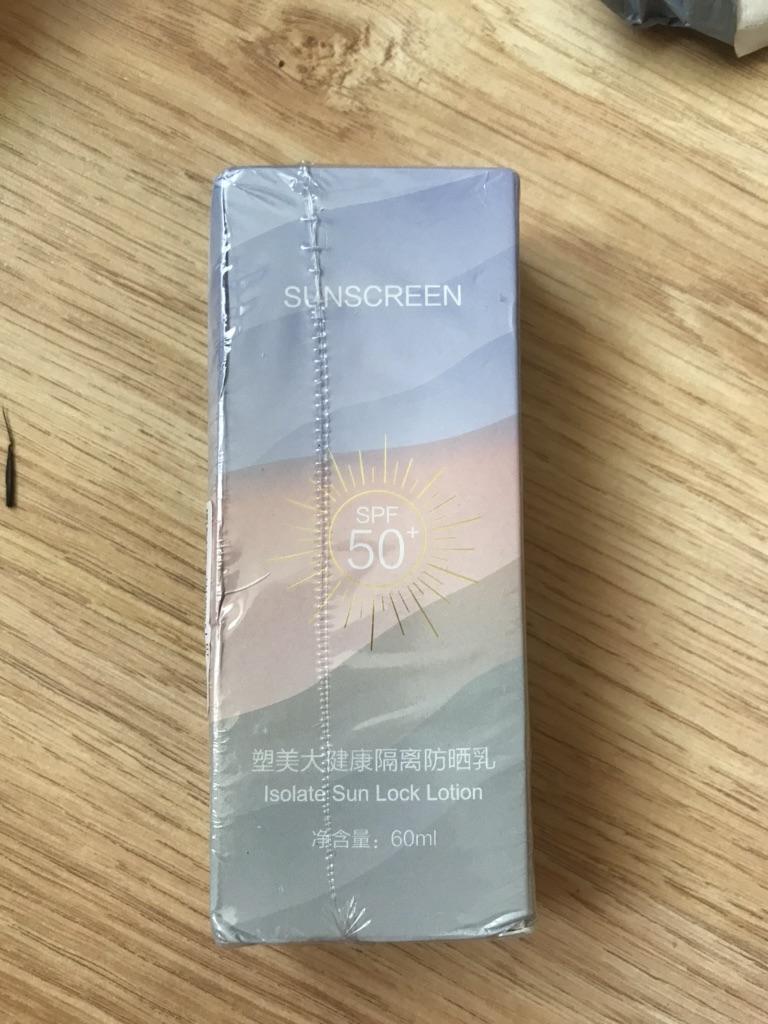 SUNSCREEN
SPF
50+
塑美大健康隔离防晒乳
Isolate Sun Lock Lotion
净含量：60ml